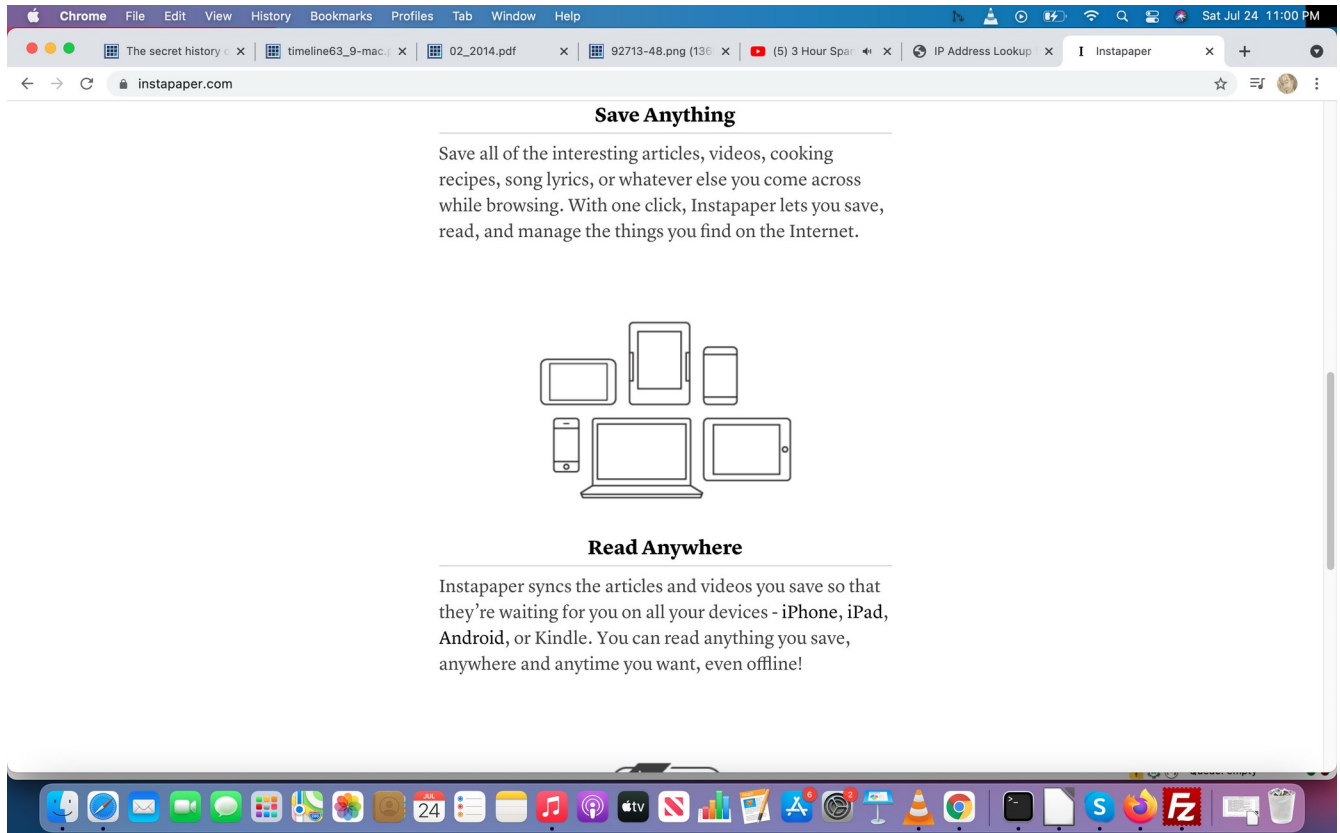 Chrome File Edit View History Bookmarks Profiles Tab Window Help Sat Jul 24 11:00 PM
The secret history timeline63_9-mac. 02_2014.pdf 92713-48.png (136 (5) 3 Hour Span IP Address Lookup Instapaper
instapaper.com
Save Anything
Save all of the interesting articles, videos, cooking
recipes, song lyrics, or whatever else you come across
while browsing. With one click, Instapaper lets you save,
read, and manage the things you find on the Internet.
Read Anywhere
Instapaper syncs the articles and videos you save so that
they’re waiting for you on all your devices - iPhone, iPad,
Android, or Kindle. You can read anything you save,
anywhere and anytime you want, even offline!
JUL
24
tv
6
2